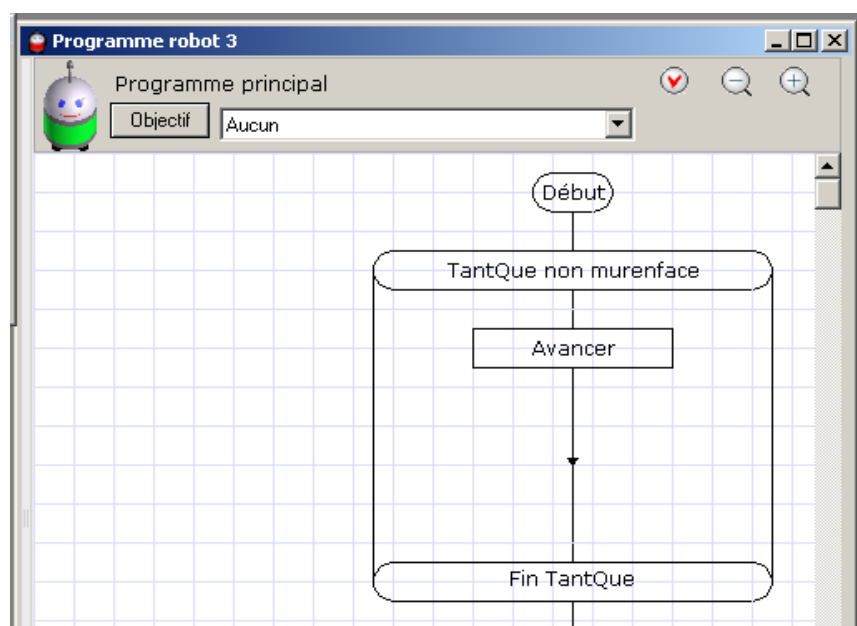 Programme robot 3
Programme principal
Objectif
Aucun
Début
TantQue non murenface
Avancer
Fin TantQue